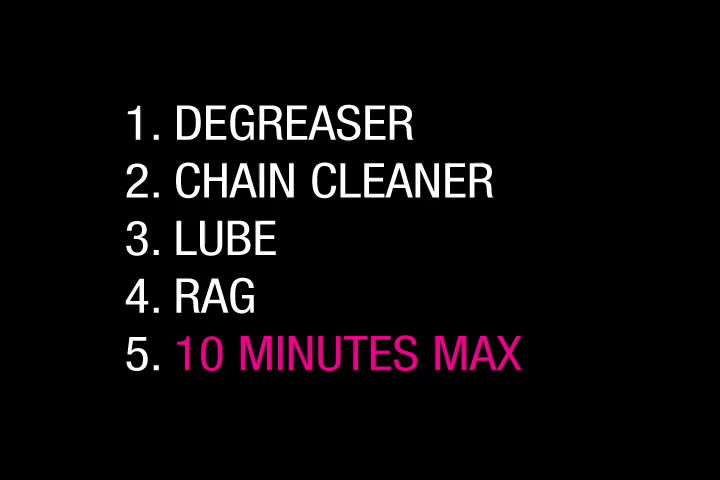 1. DEGREASER
2. CHAIN CLEANER
3. LUBE
4. RAG
5. 10 MINUTES MAX